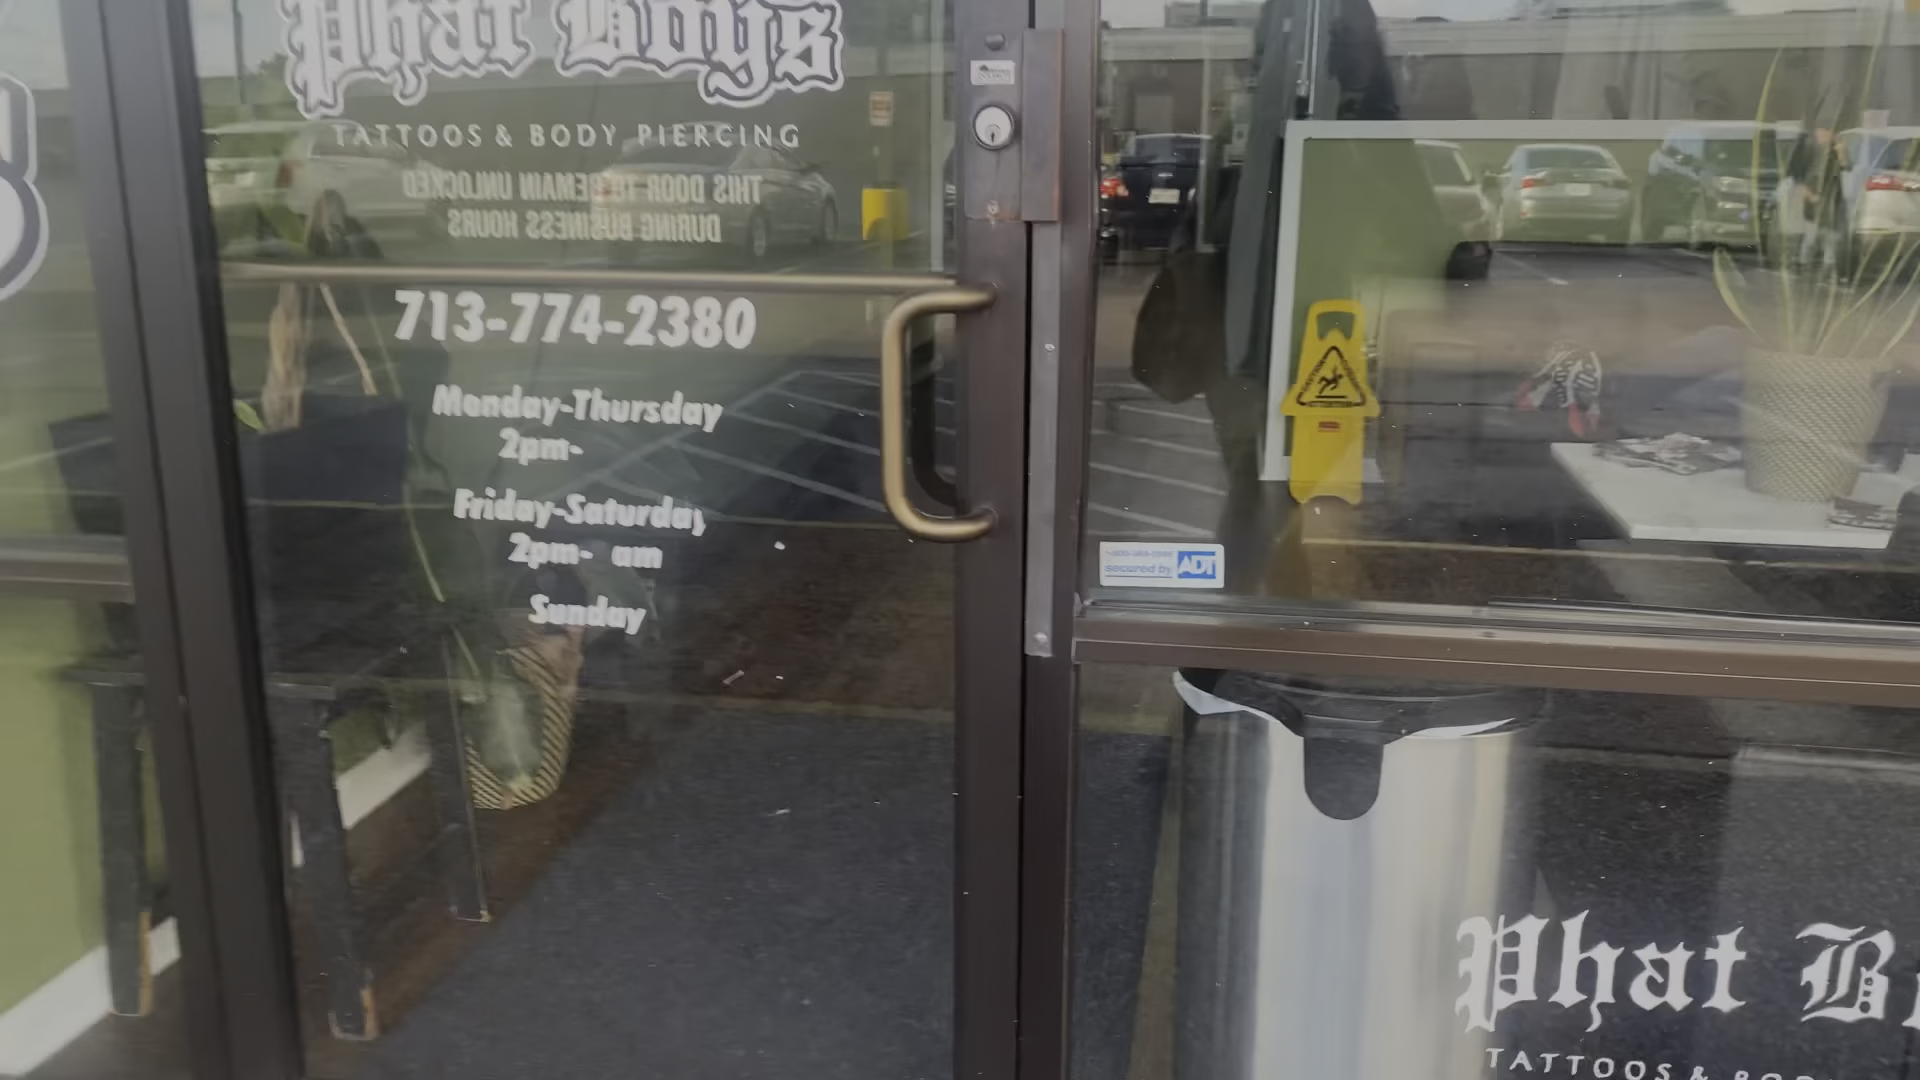 Phat Boys
TATTOOS & BODY PIERCING
THIS DOOR TO REMAIN UNLOCKED
DURING BUSINESS HOURS
713-774-2380
Monday-Thursday
2pm-
Friday-Saturday
2pm- am
Sunday
secured by ADT
Phat B
TATTOOS &